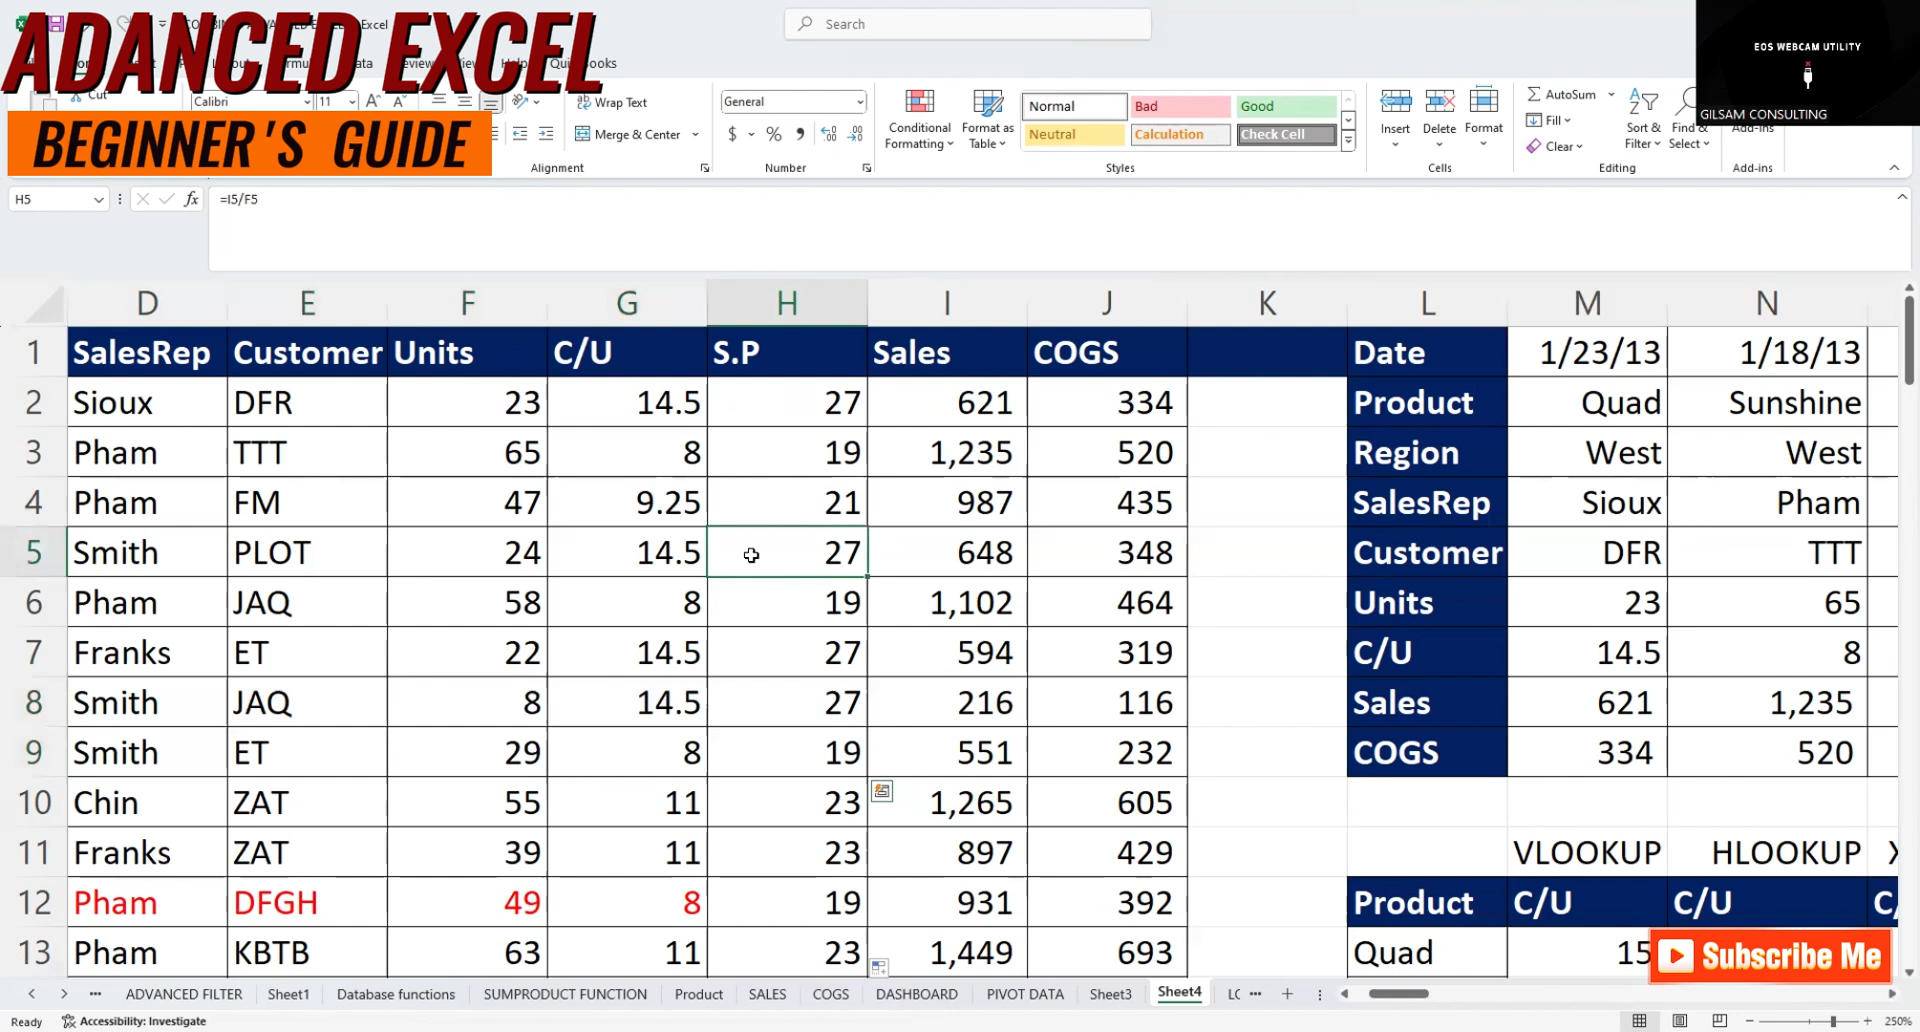 ADANCED EXCEL
BEGINNER'S GUIDE
Excel
Search
EOS WEBCAM UTILITY
GILSAM CONSULTING
Cut
Calibri 11
Wrap Text
Merge & Center
Alignment
General
Number
Conditional Formatting
Format as Table
Normal Bad Good
Neutral Calculation Check Cell
Styles
Insert Delete Format
Cells
AutoSum
Fill
Clear
Sort & Filter
Find & Select
Editing
Add-ins
Add-ins
H5 fx =I5/F5
D E F G H I J K L M N
1 SalesRep Customer Units C/U S.P Sales COGS Date 1/23/13 1/18/13
2 Sioux DFR 23 14.5 27 621 334 Product Quad Sunshine
3 Pham TTT 65 8 19 1,235 520 Region West West
4 Pham FM 47 9.25 21 987 435 SalesRep Sioux Pham
5 Smith PLOT 24 14.5 27 648 348 Customer DFR TTT
6 Pham JAQ 58 8 19 1,102 464 Units 23 65
7 Franks ET 22 14.5 27 594 319 C/U 14.5 8
8 Smith JAQ 8 14.5 27 216 116 Sales 621 1,235
9 Smith ET 29 8 19 551 232 COGS 334 520
10 Chin ZAT 55 11 23 1,265 605
11 Franks ZAT 39 11 23 897 429 VLOOKUP HLOOKUP
12 Pham DFGH 49 8 19 931 392 Product C/U C/U
13 Pham KBTB 63 11 23 1,449 693 Quad
Subscribe Me
ADVANCED FILTER Sheet1 Database functions SUMPRODUCT FUNCTION Product SALES COGS DASHBOARD PIVOT DATA Sheet3 Sheet4
Ready Accessibility: Investigate 250%